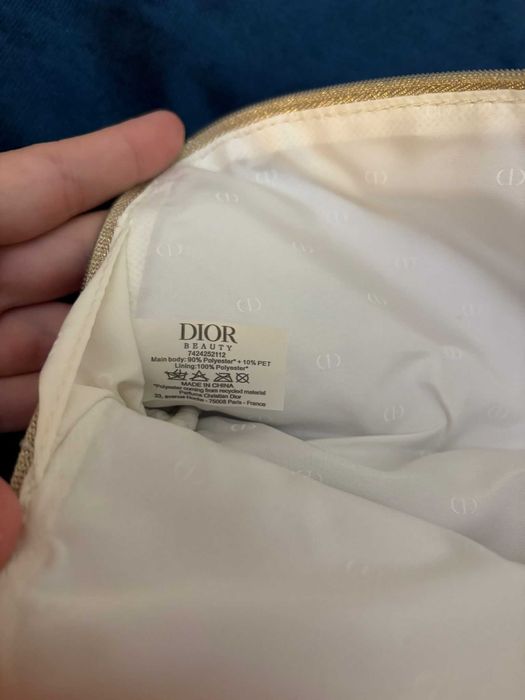 DIOR
BEAUTY
7424252112
Main body: 90% Polyester* + 10% PET
Lining:100% Polyester*
MADE IN CHINA
*Polyester coming from recycled material
Parfums Christian Dior
33, avenue Hoche - 75008 Paris - France